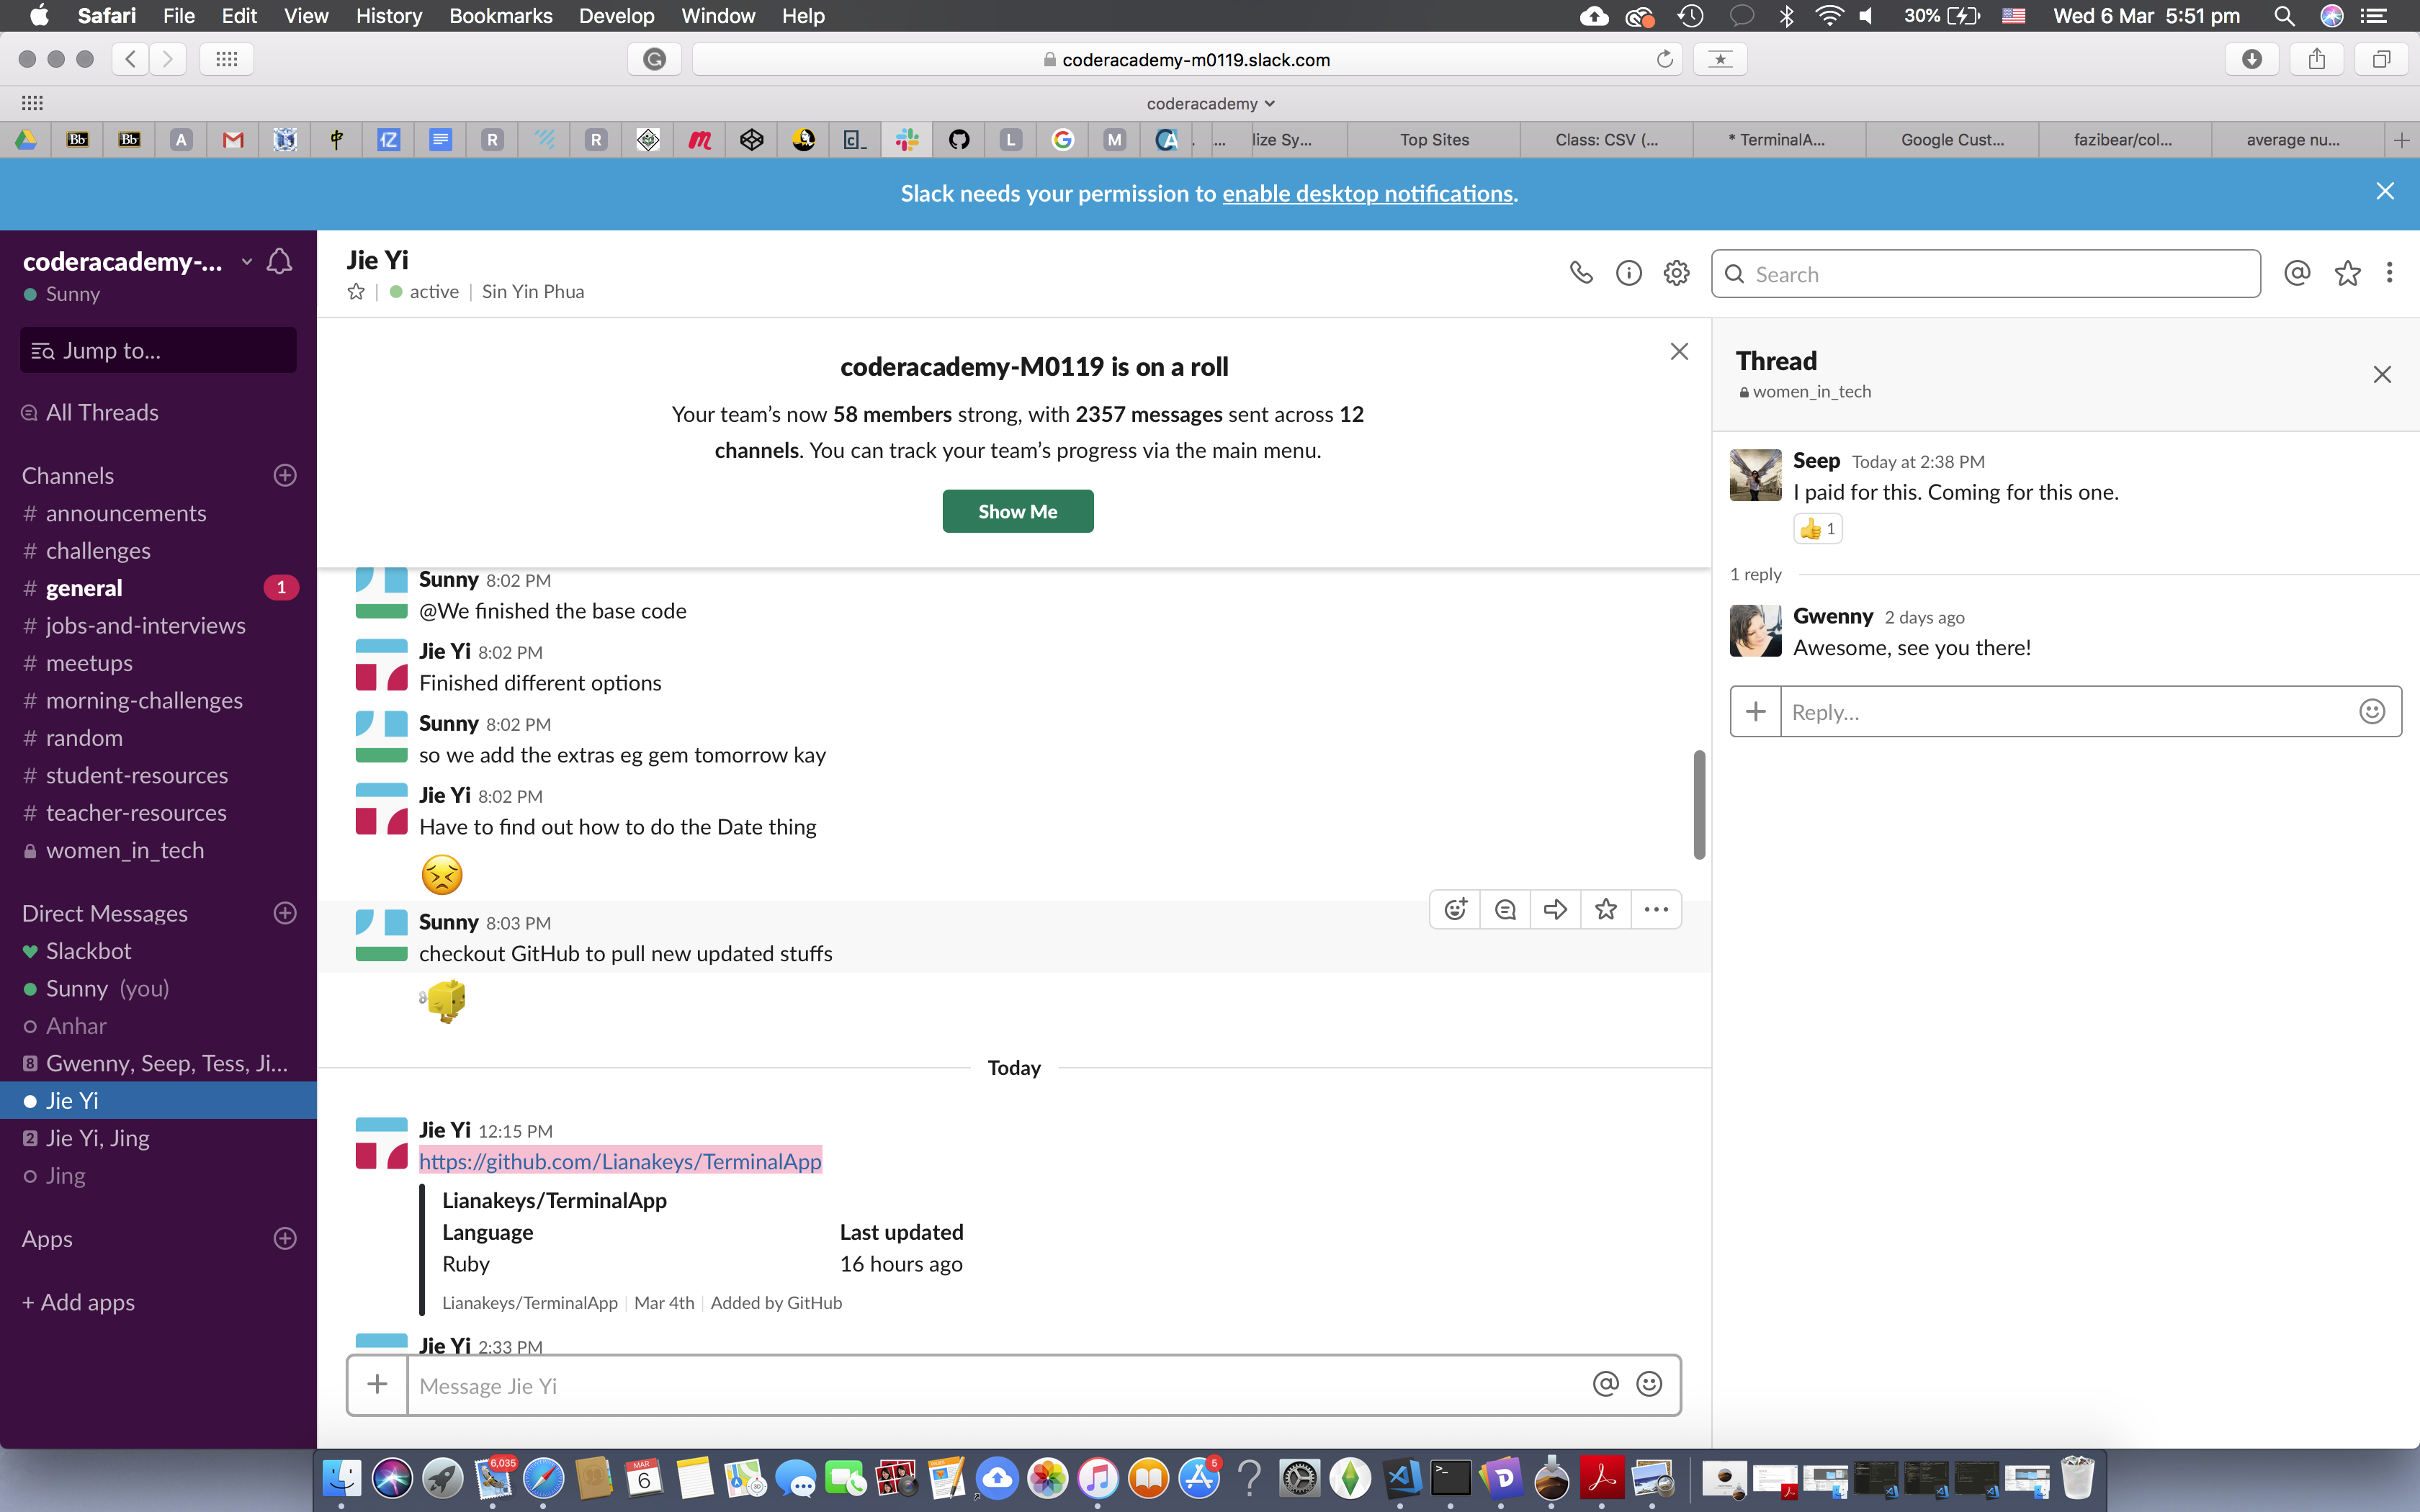 Safari File Edit View History Bookmarks Develop Window Help 30% Wed 6 Mar 5:51 pm
coderacademy-m0119.slack.com
coderacademy
Bb Bb A 17 R R C_ L G M CA ... lize Sy... Top Sites Class: CSV (... * TerminalA... Google Cust... fazibear/col... average nu...
Slack needs your permission to enable desktop notifications.
coderacademy-...
Sunny
Jump to...
All Threads
Channels
# announcements
# challenges
# general 1
# jobs-and-interviews
# meetups
# morning-challenges
# random
# student-resources
# teacher-resources
women_in_tech
Direct Messages
Slackbot
Sunny (you)
Anhar
8 Gwenny, Seep, Tess, Ji...
Jie Yi
2 Jie Yi, Jing
Jing
Apps
+ Add apps
Jie Yi
active | Sin Yin Phua
Search
coderacademy-M0119 is on a roll
Your team's now 58 members strong, with 2357 messages sent across 12
channels. You can track your team's progress via the main menu.
Show Me
Sunny 8:02 PM
@We finished the base code
Jie Yi 8:02 PM
Finished different options
Sunny 8:02 PM
so we add the extras eg gem tomorrow kay
Jie Yi 8:02 PM
Have to find out how to do the Date thing
Sunny 8:03 PM
checkout GitHub to pull new updated stuffs
Today
Jie Yi 12:15 PM
https://github.com/Lianakeys/TerminalApp
Lianakeys/TerminalApp
Language Last updated
Ruby 16 hours ago
Lianakeys/TerminalApp | Mar 4th | Added by GitHub
Jie Yi 2:33 PM
Message Jie Yi
Thread
women_in_tech
Seep Today at 2:38 PM
I paid for this. Coming for this one.
1
1 reply
Gwenny 2 days ago
Awesome, see you there!
Reply...
6,035
MAR
6
5